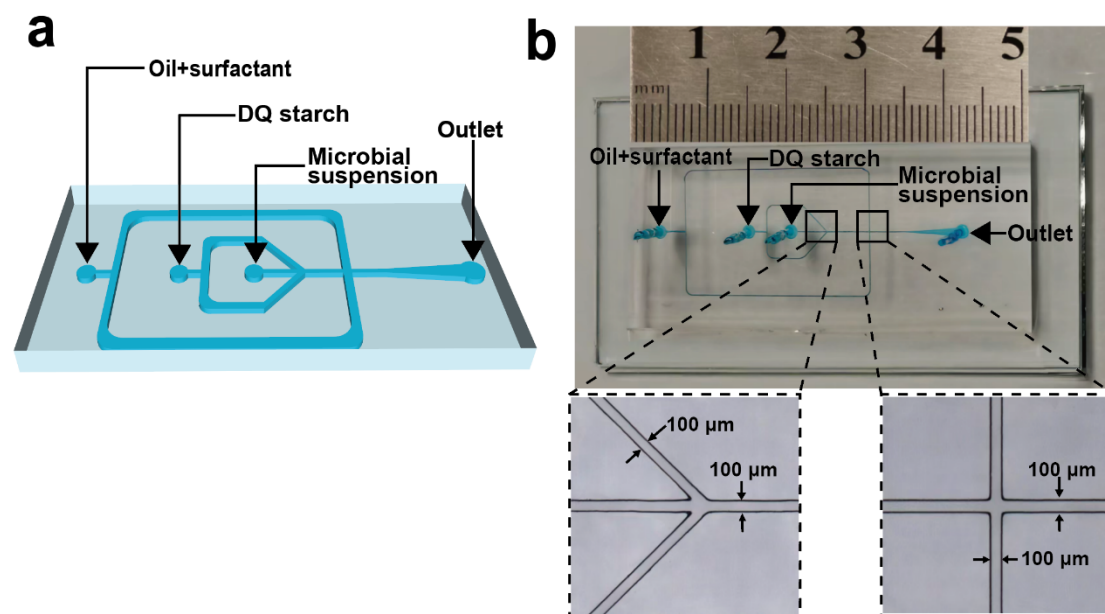 a
Oil+surfactant
DQ starch
Microbial
suspension
Outlet
b
1 2 3 4 5
mm
Oil+surfactant
DQ starch
Microbial
suspension
Outlet
100 µm
100 µm
100 µm
100 µm